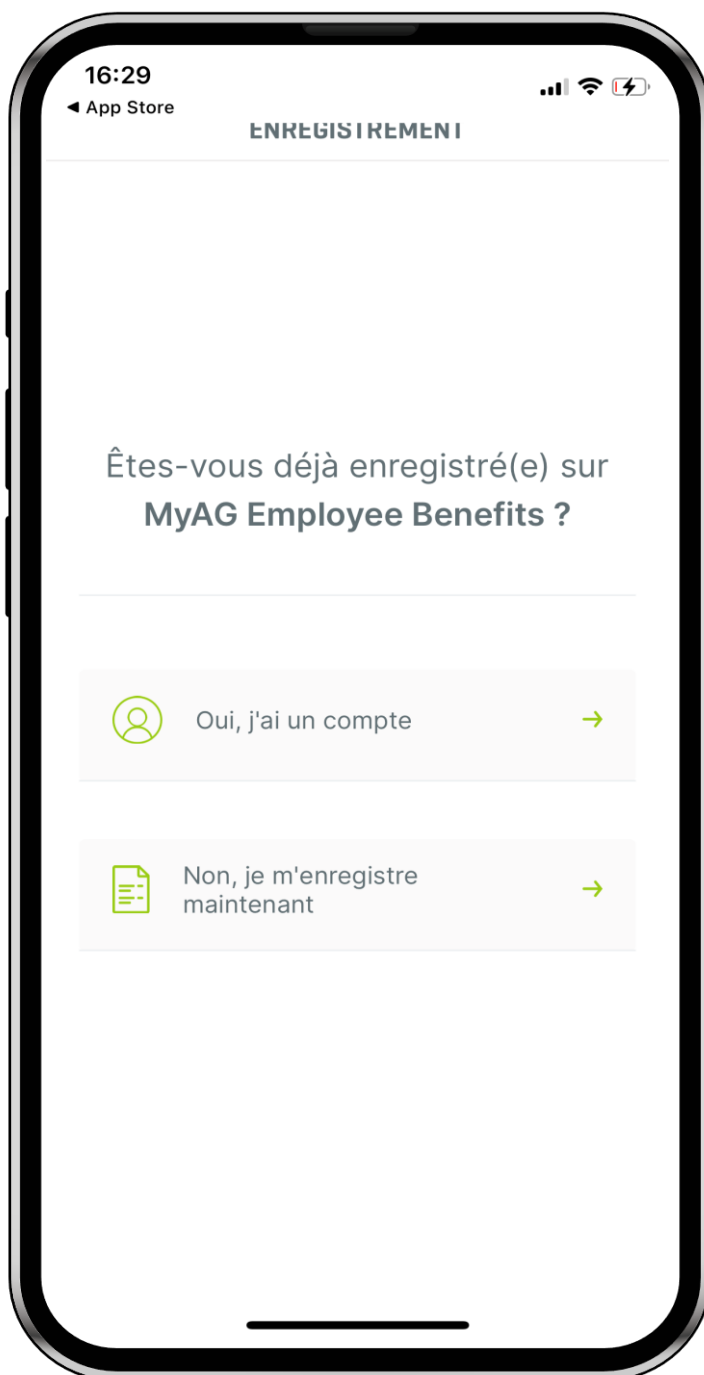 16:29
◀ App Store
ENREGISTREMENT
Êtes-vous déjà enregistré(e) sur
MyAG Employee Benefits ?
Oui, j'ai un compte
Non, je m'enregistre
maintenant